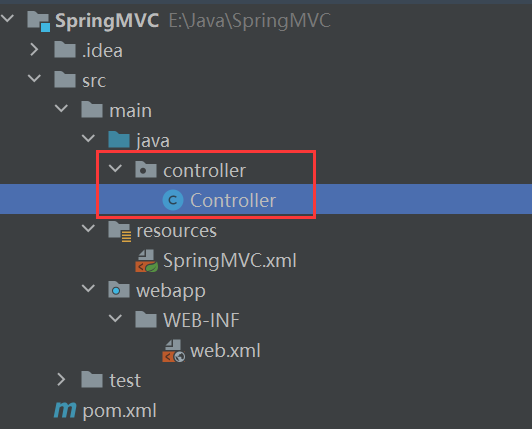 SpringMVC E:\Java\SpringMVC
.idea
src
main
java
controller
C Controller
resources
SpringMVC.xml
webapp
WEB-INF
web.xml
test
m pom.xml